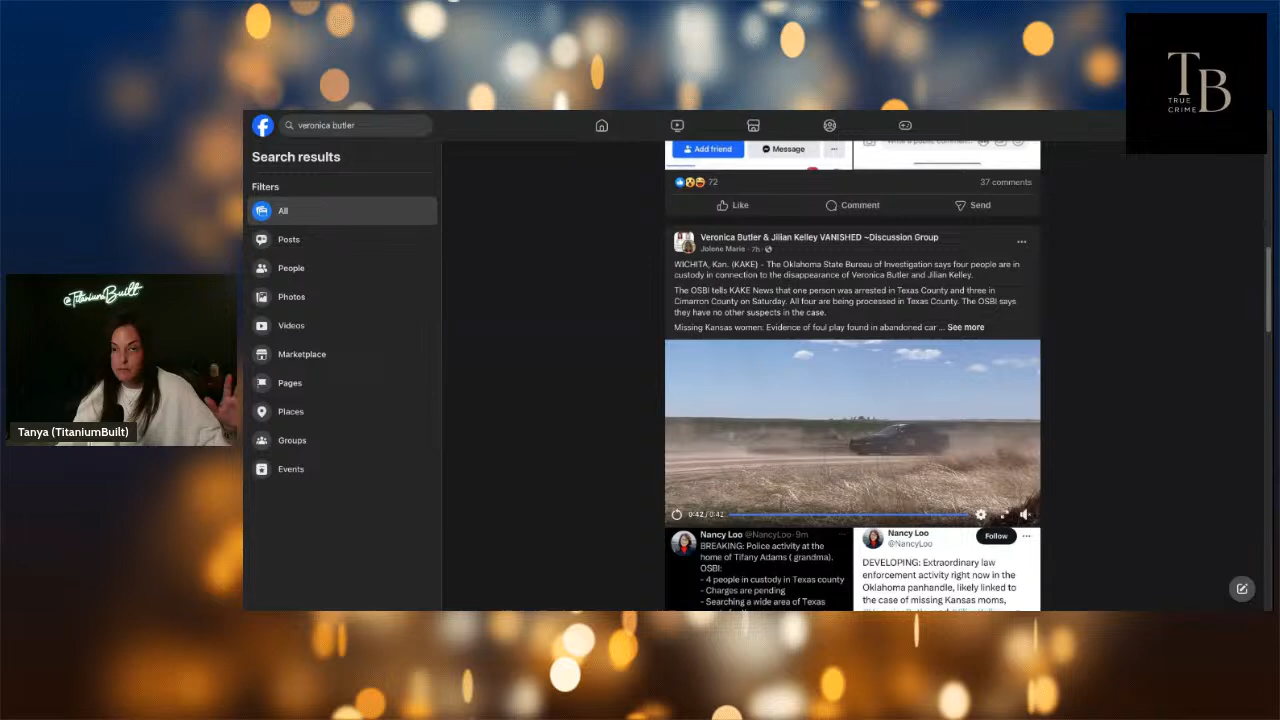 TB
TRUE
CRIME
veronica butler
Search results
Filters
All
Posts
People
Photos
Videos
Marketplace
Pages
Places
Groups
Events
@TitaniumBuilt
Tanya (TitaniumBuilt)
Add friend
Message
72
37 comments
Like
Comment
Send
Veronica Butler & Jilian Kelley VANISHED ~Discussion Group
Jolene Marie · 7h ·
WICHITA, Kan. (KAKE) - The Oklahoma State Bureau of Investigation says four people are in
custody in connection to the disappearance of Veronica Butler and Jilian Kelley.
The OSBI tells KAKE News that one person was arrested in Texas County and three in
Cimarron County on Saturday. All four are being processed in Texas County. The OSBI says
they have no other suspects in the case.
Missing Kansas women: Evidence of foul play found in abandoned car ... See more
0:42 / 0:42
Nancy Loo @NancyLoo · 9m
BREAKING: Police activity at the
home of Tifany Adams ( grandma).
OSBI:
- 4 people in custody in Texas county
- Charges are pending
- Searching a wide area of Texas
Nancy Loo
@NancyLoo
Follow
DEVELOPING: Extraordinary law
enforcement activity right now in the
Oklahoma panhandle, likely linked to
the case of missing Kansas moms,